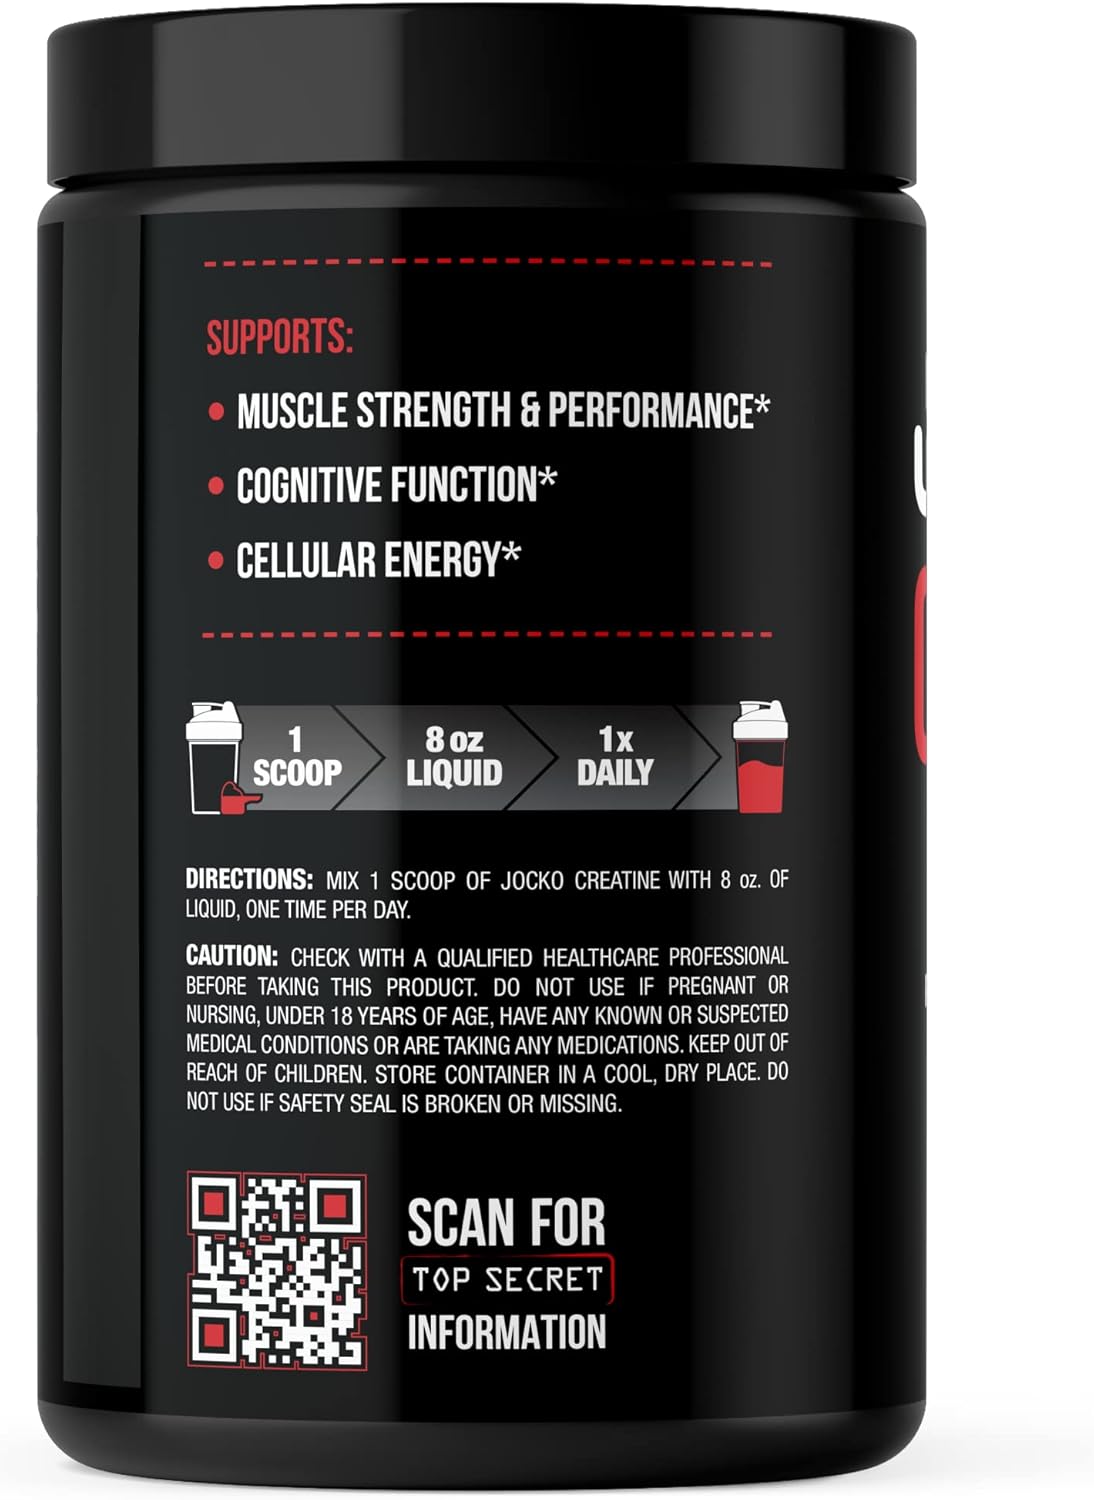 SUPPORTS:
• MUSCLE STRENGTH & PERFORMANCE*
• COGNITIVE FUNCTION*
• CELLULAR ENERGY*
1 SCOOP
8 oz LIQUID
1x DAILY
DIRECTIONS: MIX 1 SCOOP OF JOCKO CREATINE WITH 8 oz. OF
LIQUID, ONE TIME PER DAY.
CAUTION: CHECK WITH A QUALIFIED HEALTHCARE PROFESSIONAL
BEFORE TAKING THIS PRODUCT. DO NOT USE IF PREGNANT OR
NURSING, UNDER 18 YEARS OF AGE, HAVE ANY KNOWN OR SUSPECTED
MEDICAL CONDITIONS OR ARE TAKING ANY MEDICATIONS. KEEP OUT OF
REACH OF CHILDREN. STORE CONTAINER IN A COOL, DRY PLACE. DO
NOT USE IF SAFETY SEAL IS BROKEN OR MISSING.
SCAN FOR
TOP SECRET
INFORMATION